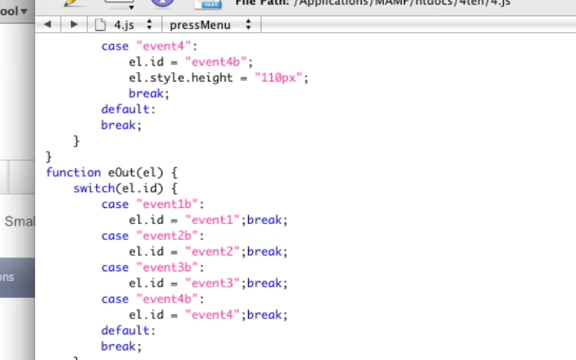 ool
File Path: /Applications/MAMP/htdocs/4ten/4.js
4.js pressMenu
case "event4":
el.id = "event4b";
el.style.height = "110px";
break;
default:
break;
}
}
function eOut(el) {
switch(el.id) {
case "event1b":
el.id = "event1";break;
case "event2b":
el.id = "event2";break;
Smal
case "event3b":
ons
el.id = "event3";break;
case "event4b":
el.id = "event4";break;
default:
break;
}